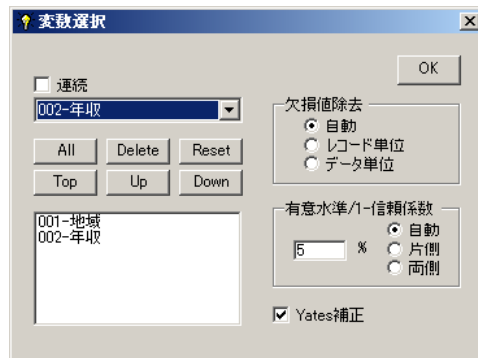 変数選択
連続
002-年収
All Delete Reset
Top Up Down
001-地域
002-年収
OK
欠損値除去
自動
レコード単位
データ単位
有意水準/1-信頼係数
5 %
自動
片側
両側
Yates補正